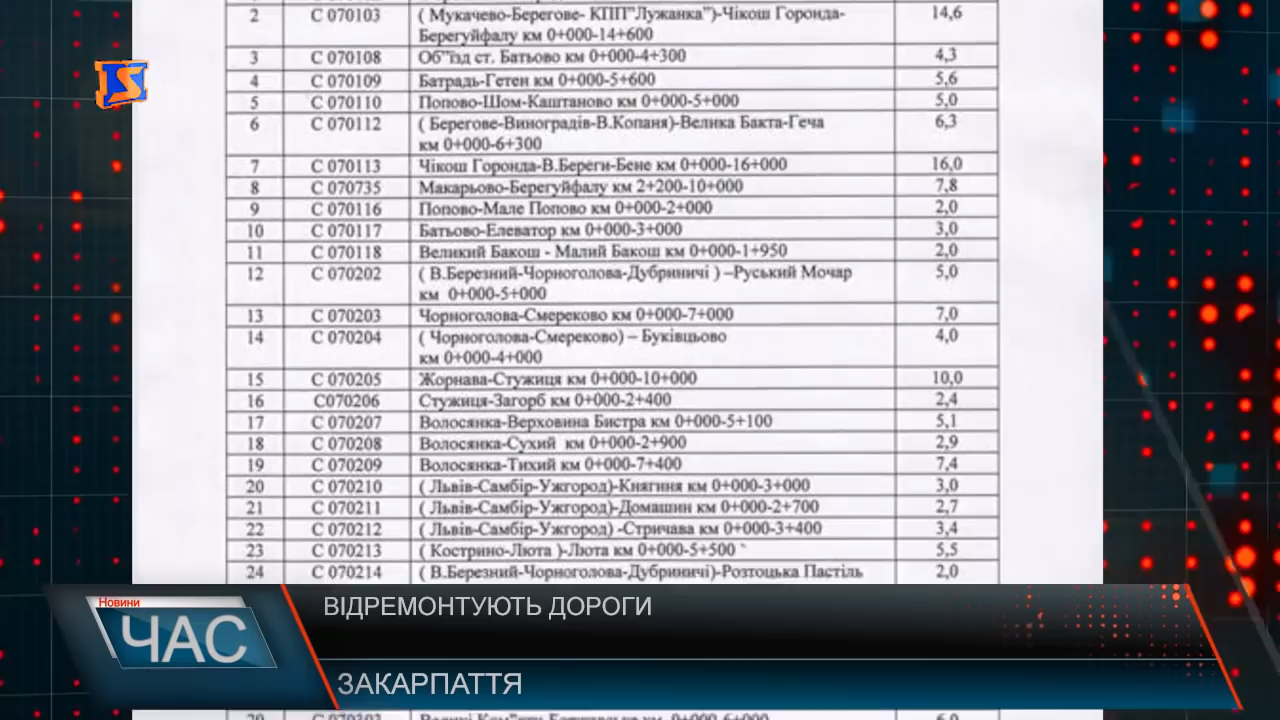 2 С 070103 ( Мукачево-Берегове- КПП"Лужанка")-Чікош Горонда- 14,6
Берегуйфалу км 0+000-14+600
3 С 070108 Об"їзд ст. Батьово км 0+000-4+300 4,3
4 С 070109 Батрадь-Гетен км 0+000-5+600 5,6
5 С 070110 Попово-Шом-Каштаново км 0+000-5+000 5,0
6 С 070112 ( Берегове-Виноградів-В.Копаня)-Велика Бакта-Геча 6,3
км 0+000-6+300
7 С 070113 Чікош Горонда-В.Береги-Бене км 0+000-16+000 16,0
8 С 070735 Макарьово-Берегуйфалу км 2+200-10+000 7,8
9 С 070116 Попово-Мале Попово км 0+000-2+000 2,0
10 С 070117 Батьово-Елеватор км 0+000-3+000 3,0
11 С 070118 Великий Бакош - Малий Бакош км 0+000-1+950 2,0
12 С 070202 ( В.Березний-Чорноголова-Дубриничі ) –Руський Мочар 5,0
км 0+000-5+000
13 С 070203 Чорноголова-Смереково км 0+000-7+000 7,0
14 С 070204 ( Чорноголова-Смереково) – Буківцьово 4,0
км 0+000-4+000
15 С 070205 Жорнава-Стужиця км 0+000-10+000 10,0
16 С070206 Стужиця-Загорб км 0+000-2+400 2,4
17 С 070207 Волосянка-Верховина Бистра км 0+000-5+100 5,1
18 С 070208 Волосянка-Сухий км 0+000-2+900 2,9
19 С 070209 Волосянка-Тихий км 0+000-7+400 7,4
20 С 070210 ( Львів-Самбір-Ужгород)-Княгиня км 0+000-3+000 3,0
21 С 070211 ( Львів-Самбір-Ужгород)-Домашин км 0+000-2+700 2,7
22 С 070212 ( Львів-Самбір-Ужгород) -Стричава км 0+000-3+400 3,4
23 С 070213 ( Кострино-Люта )-Люта км 0+000-5+500 5,5
24 С 070214 ( В.Березний-Чорноголова-Дубриничі)-Розтоцька Пастіль 2,0
Новини
ЧАС
ВІДРЕМОНТУЮТЬ ДОРОГИ
ЗАКАРПАТТЯ